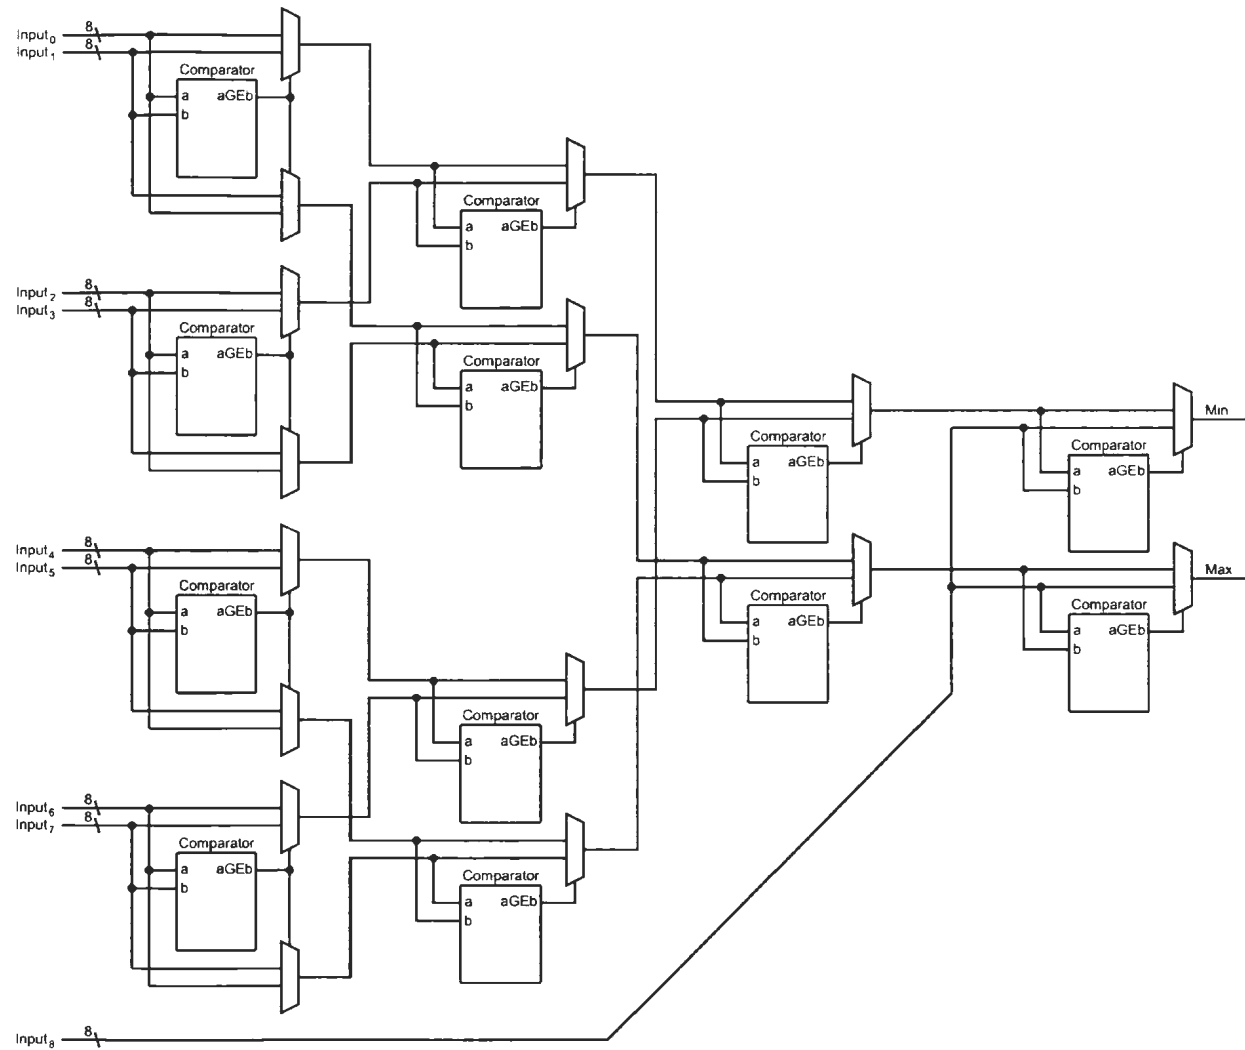 Input0 8
Input1 8
Comparator
a aGEb
b
Comparator
a aGEb
b
Input2 8
Input3 8
Comparator
a aGEb
b
Comparator
a aGEb
b
Comparator
a aGEb
b
Min
Comparator
a aGEb
b
Input4 8
Input5 8
Comparator
a aGEb
b
Comparator
a aGEb
b
Max
Comparator
a aGEb
b
Comparator
a aGEb
b
Input6 8
Input7 8
Comparator
a aGEb
b
Comparator
a aGEb
b
Input8 8